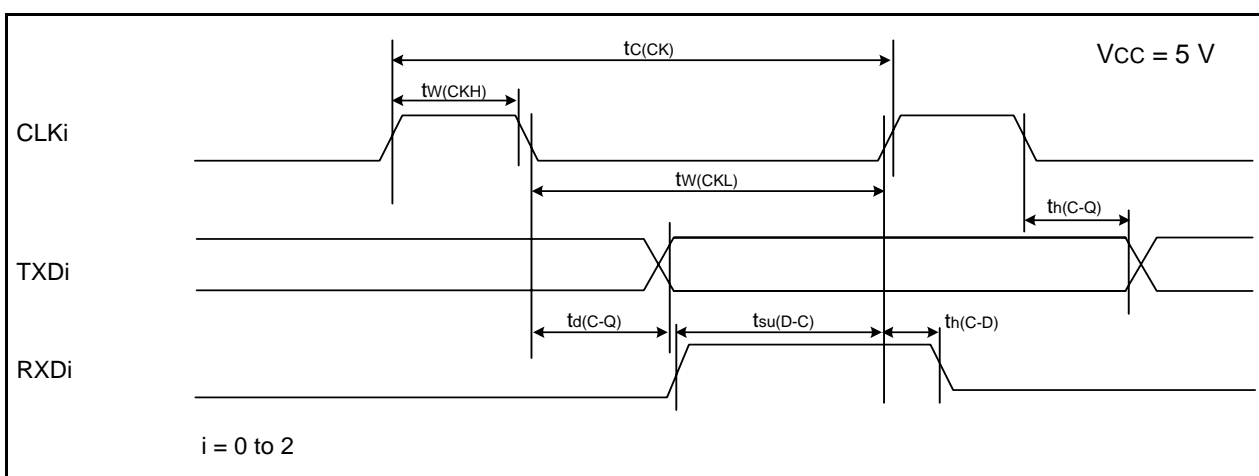 tC(CK)
VCC = 5 V
tW(CKH)
CLKi
tW(CKL)
th(C-Q)
TXDi
td(C-Q)
tsu(D-C)
th(C-D)
RXDi
i = 0 to 2